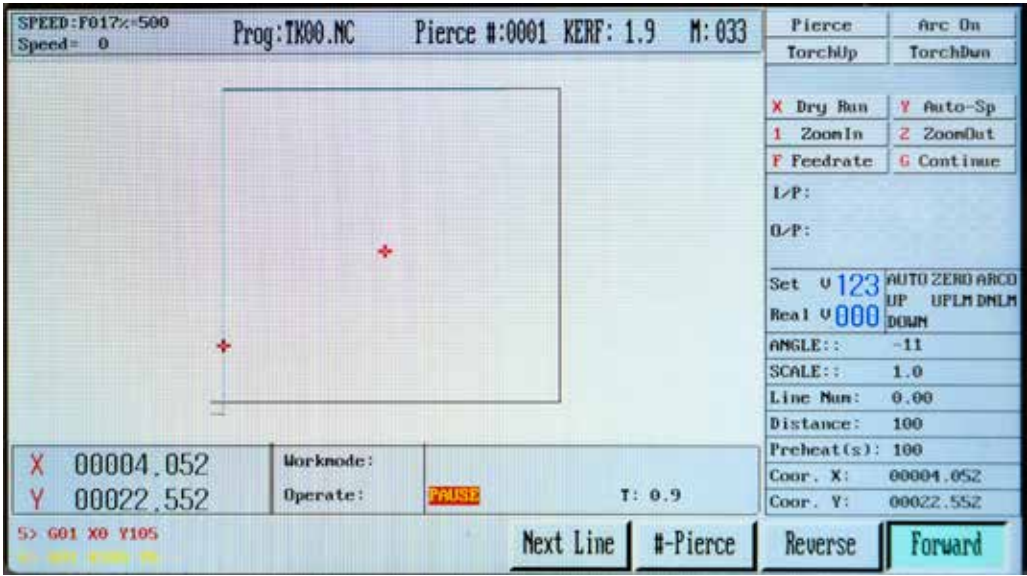 SPEED:F017%=500
Speed= 0
Prog:TK00.NC
Pierce #:0001
KERF: 1.9
M:033
Pierce
Arc On
TorchUp
TorchDwn
X Dry Run
Y Auto-Sp
1 ZoomIn
2 ZoomOut
F Feedrate
G Continue
I/P:
O/P:
Set V 123
Real V 000
AUTO ZERO ARCO
UP UPLM DNLM
DOWN
ANGLE:: -11
SCALE:: 1.0
Line Num: 0.00
Distance: 100
Preheat(s): 100
Coor. X: 00004.052
Coor. Y: 00022.552
X 00004.052
Y 00022.552
Workmode:
Operate: PAUSE T: 0.9
5> G01 X0 Y105
Next Line
#-Pierce
Reverse
Forward